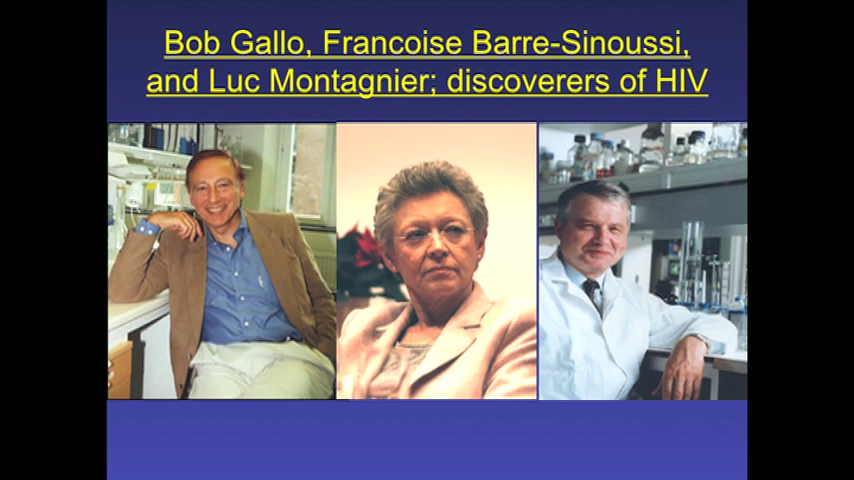 Bob Gallo, Francoise Barre-Sinoussi,
and Luc Montagnier; discoverers of HIV